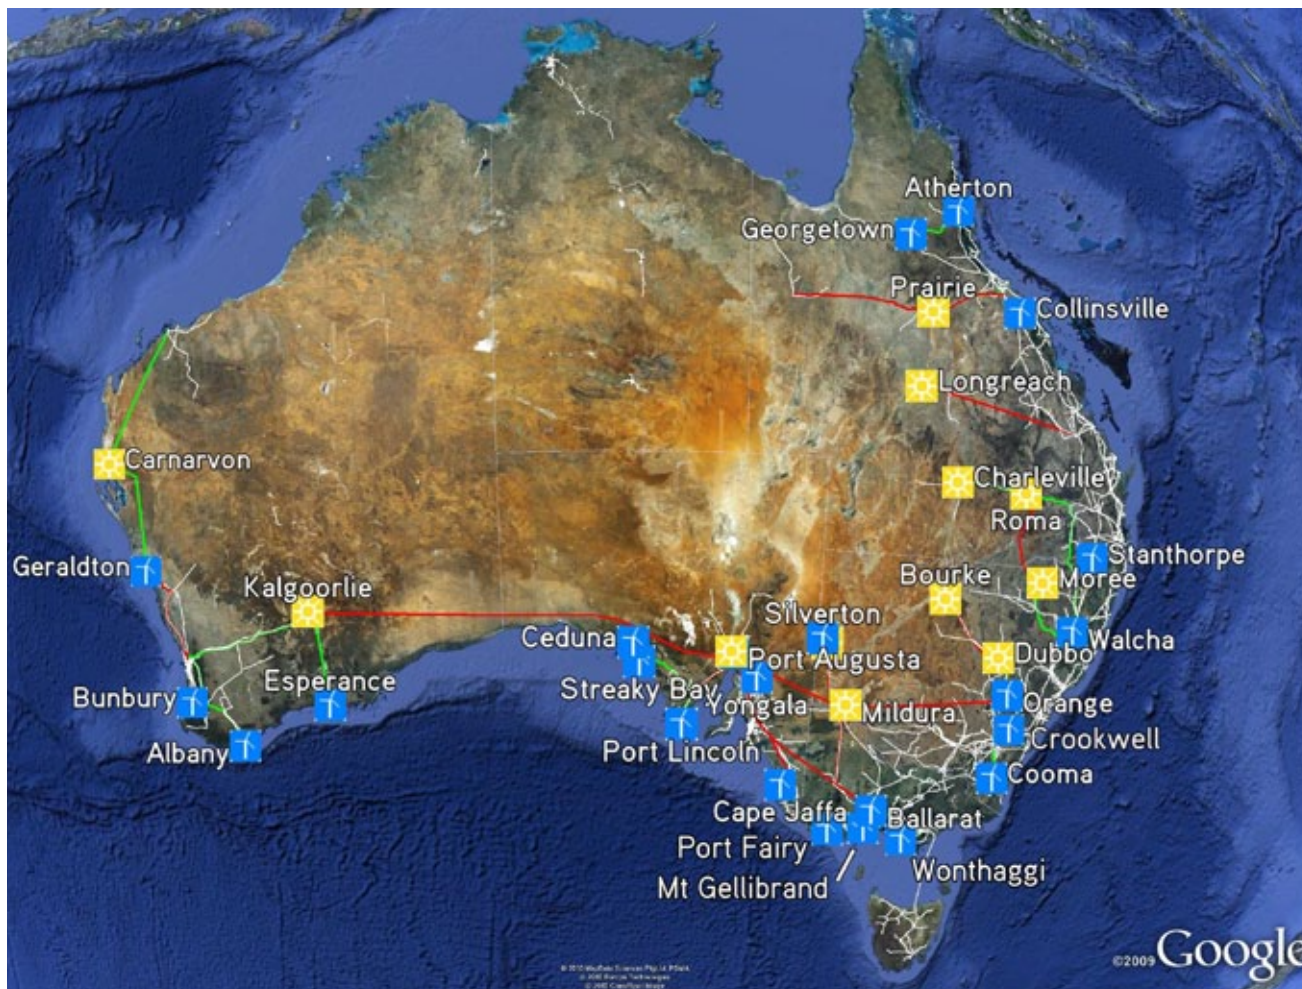 Atherton
Georgetown
Prairie
Collinsville
Longreach
Carnarvon
Charleville
Roma
Geraldton
Stanthorpe
Kalgoorlie
Bourke
Moree
Silverton
Ceduna
Walcha
Port Augusta
Dubbo
Esperance
Streaky Bay
Bunbury
Yongala
Mildura
Orange
Albany
Port Lincoln
Crookwell
Cooma
Cape Jaffa
Ballarat
Port Fairy
Wonthaggi
Mt Gellibrand
©2009 Google